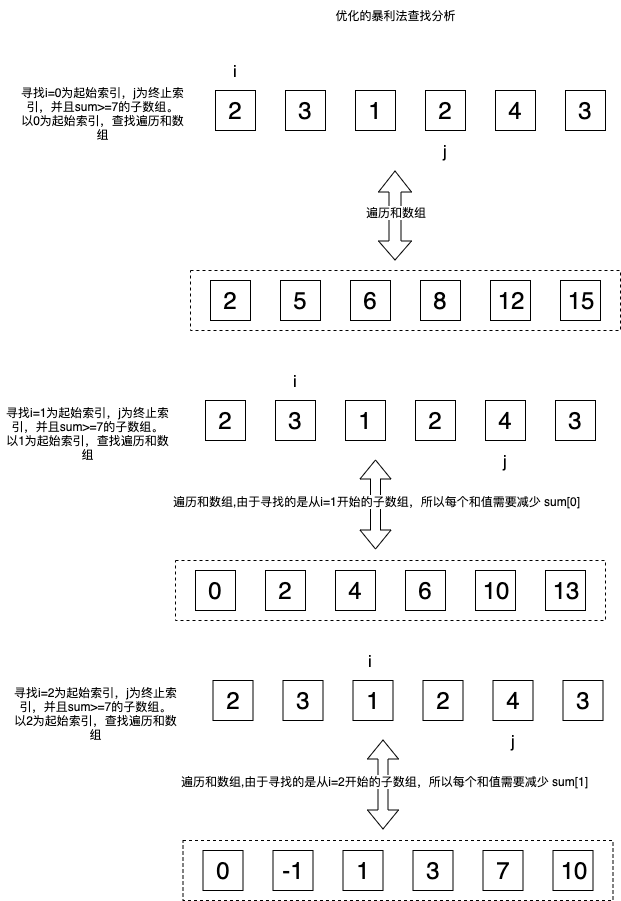 优化的暴利法查找分析
i
寻找i=0为起始索引，j为终止索
引，并且sum>=7的子数组。
以0为起始索引，查找遍历和数
组
2 3 1 2 4 3
j
遍历和数组
2 5 6 8 12 15
i
寻找i=1为起始索引，j为终止索
引，并且sum>=7的子数组。
以1为起始索引，查找遍历和数
组
2 3 1 2 4 3
j
遍历和数组,由于寻找的是从i=1开始的子数组，所以每个和值需要减少 sum[0]
0 2 4 6 10 13
i
寻找i=2为起始索引，j为终止索
引，并且sum>=7的子数组。
以2为起始索引，查找遍历和数
组
2 3 1 2 4 3
j
遍历和数组,由于寻找的是从i=2开始的子数组，所以每个和值需要减少 sum[1]
0 -1 1 3 7 10